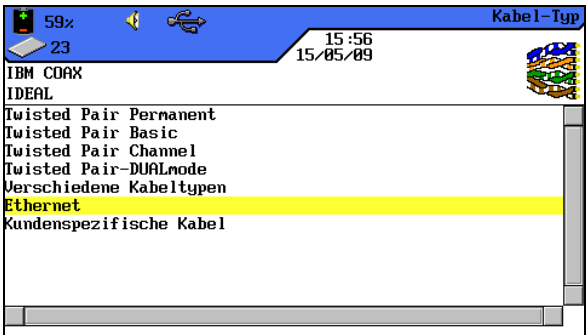 59%
Kabel-Typ
23
15:56
15/05/09
IBM COAX
IDEAL
Twisted Pair Permanent
Twisted Pair Basic
Twisted Pair Channel
Twisted Pair-DUALmode
Verschiedene Kabeltypen
Ethernet
Kundenspezifische Kabel